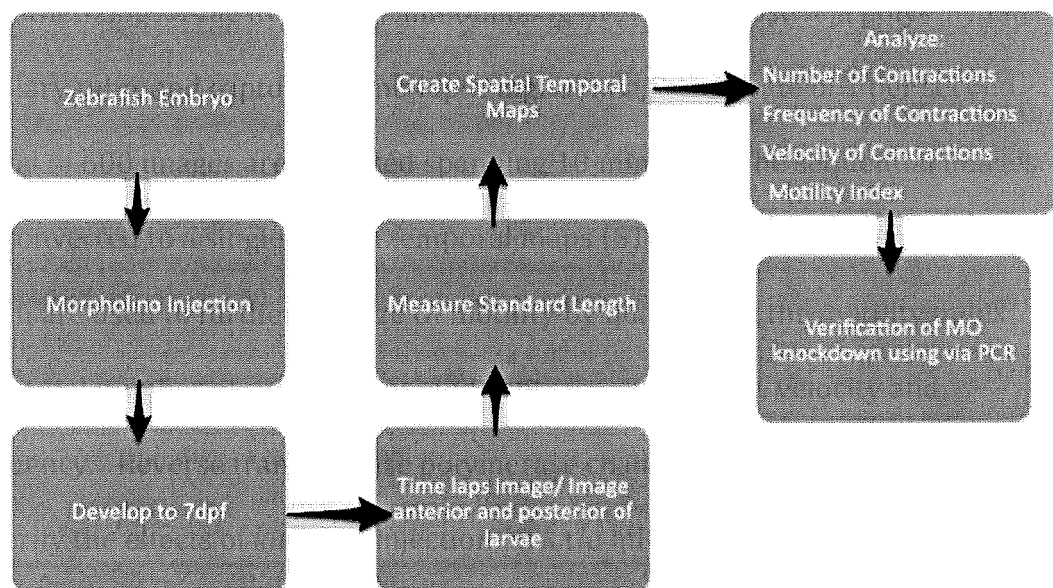 Zebrafish Embryo
Morpholino Injection
Develop to 7dpf
Time laps Image/ Image
anterior and posterior of
larvae
Measure Standard Length
Create Spatial Temporal
Maps
Analyze:
Number of Contractions
Frequency of Contractions
Velocity of Contractions
Motility Index
Verification of MO
knockdown using via PCR